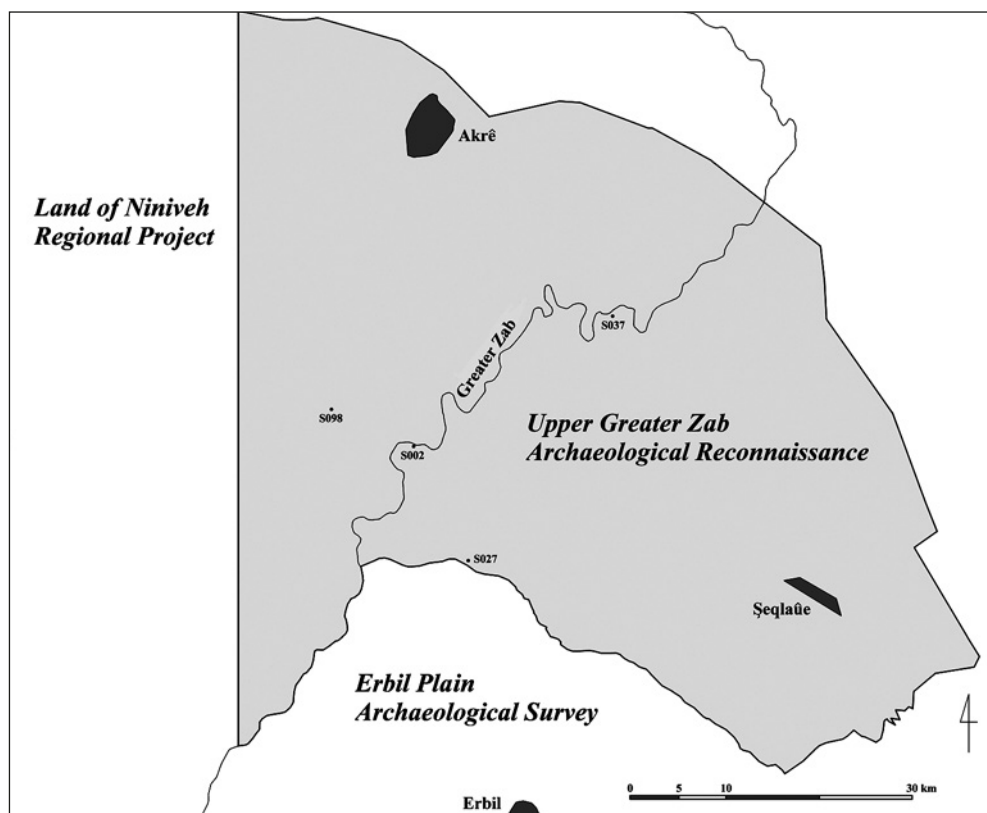 Akrê
Land of Niniveh
Regional Project
S037
Greater Zab
S098
Upper Greater Zab
Archaeological Reconnaissance
S002
S027
Şeqlaûe
Erbil Plain
Archaeological Survey
0 5 10 30 km
Erbil